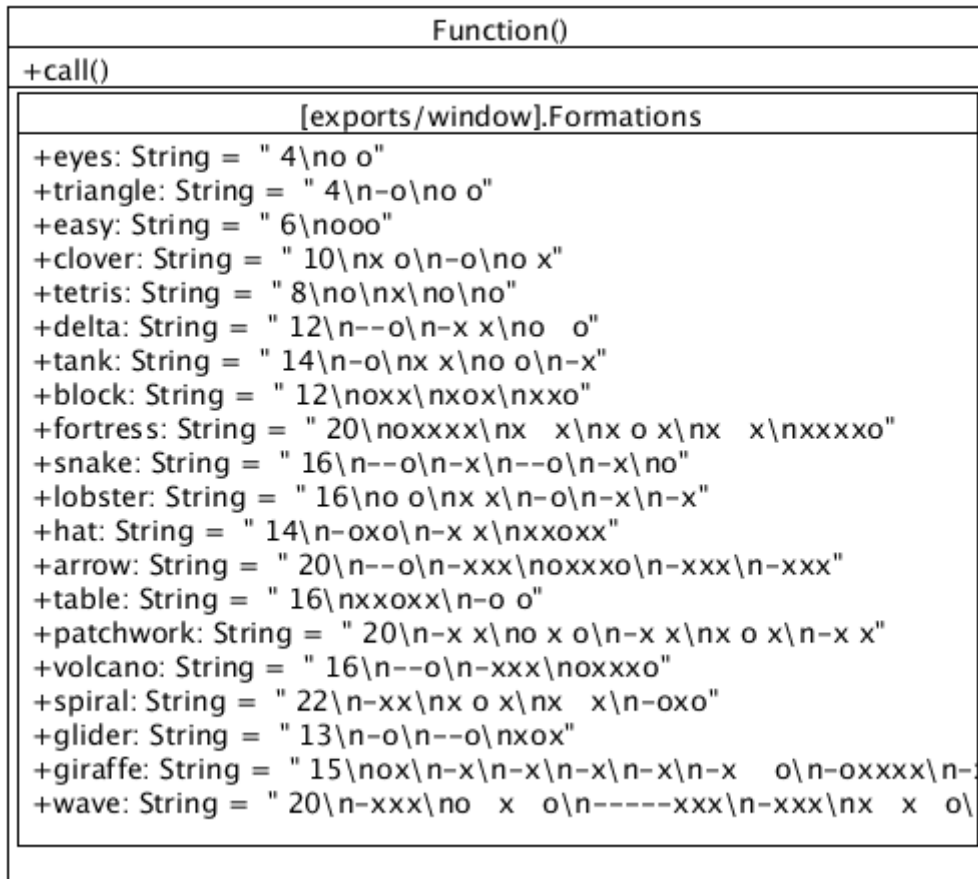 Function()
+call()
[exports/window].Formations
+eyes: String = " 4\no o"
+triangle: String = " 4\n-o\no o"
+easy: String = " 6\nooo"
+clover: String = " 10\nx o\n-o\no x"
+tetris: String = " 8\no\nx\no\no"
+delta: String = " 12\n--o\n-x x\no   o"
+tank: String = " 14\n-o\nx x\no o\n-x"
+block: String = " 12\noxx\nxox\nxxo"
+fortress: String = " 20\noxxxx\nx   x\nx o x\nx   x\nxxxxo"
+snake: String = " 16\n--o\n-x\n--o\n-x\no"
+lobster: String = " 16\no o\nx x\n-o\n-x\n-x"
+hat: String = " 14\n-oxo\n-x x\nxxoxx"
+arrow: String = " 20\n--o\n-xxx\noxxxo\n-xxx\n-xxx"
+table: String = " 16\nxxoxx\n-o o"
+patchwork: String = " 20\n-x x\no x o\n-x x\nx o x\n-x x"
+volcano: String = " 16\n--o\n-xxx\noxxxo"
+spiral: String = " 22\n-xx\nx o x\nx   x\n-oxo"
+glider: String = " 13\n-o\n--o\nxox"
+giraffe: String = " 15\nox\n-x\n-x\n-x\n-x\n-x    o\n-oxxxx\n-
+wave: String = " 20\n-xxx\no   x   o\n-----xxx\n-xxx\nx   x   o\